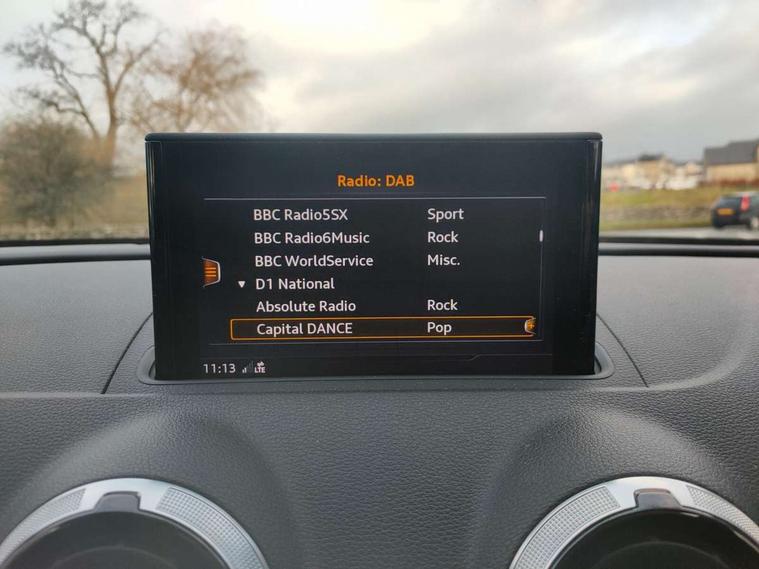 Radio: DAB
BBC Radio5SX Sport
BBC Radio6Music Rock
BBC WorldService Misc.
▼ D1 National
Absolute Radio Rock
Capital DANCE Pop
11:13 LTE